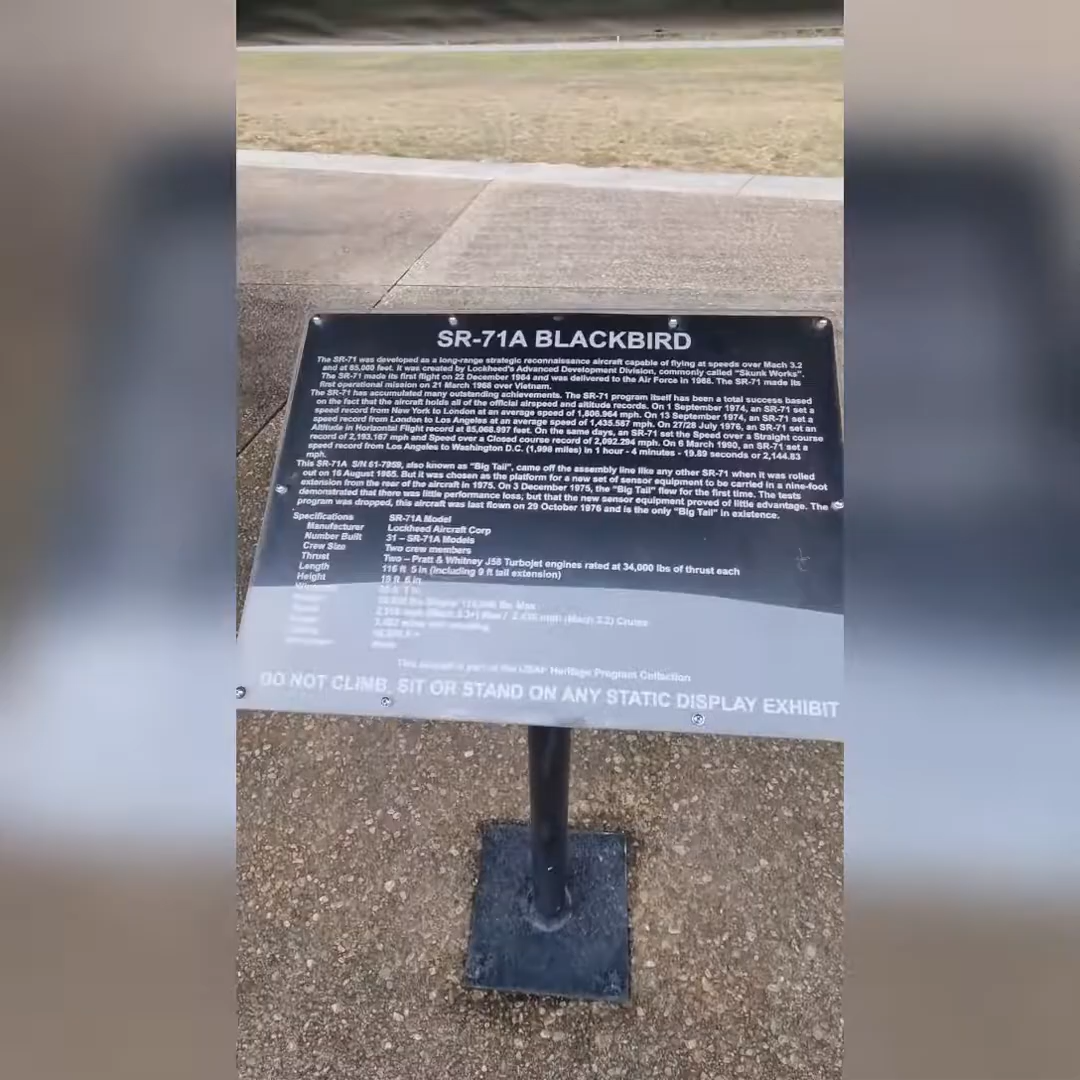 SR-71A BLACKBIRD
The SR-71 was developed as a long-range strategic reconnaissance aircraft capable of flying at speeds over Mach 3.2
and at 85,000 feet. It was created by Lockheed's Advanced Development Division, commonly called "Skunk Works".
The SR-71 made its first flight on 22 December 1964 and was delivered to the Air Force in 1966. The SR-71 made its
first operational mission on 21 March 1968 over Vietnam.
The SR-71 has accumulated many outstanding achievements. The SR-71 program itself has been a total success based
on the fact that the aircraft holds all of the official airspeed and altitude records. On 1 September 1974, an SR-71 set a
speed record from New York to London at an average speed of 1,806.964 mph. On 13 September 1974, an SR-71 set a
speed record from London to Los Angeles at an average speed of 1,435.587 mph. On 27/28 July 1976, an SR-71 set an
Altitude in Horizontal Flight record at 85,068.997 feet. On the same days, an SR-71 set the Speed over a Straight course
record of 2,193.167 mph and Speed over a Closed course record of 2,092.294 mph. On 6 March 1990, an SR-71 set a
speed record from Los Angeles to Washington D.C. (1,998 miles) in 1 hour - 4 minutes - 19.89 seconds or 2,144.83
mph.
This SR-71A S/N 61-7959, also known as "Big Tail", came off the assembly line like any other SR-71 when it was rolled
out on 16 August 1965. But it was chosen as the platform for a new set of sensor equipment to be carried in a nine-foot
extension from the rear of the aircraft in 1975. On 3 December 1975, the "Big Tail" flew for the first time. The tests
demonstrated that there was little performance loss, but that the new sensor equipment proved of little advantage. The
program was dropped, this aircraft was last flown on 29 October 1976 and is the only "Big Tail" in existence.
Specifications SR-71A Model
Manufacturer Lockheed Aircraft Corp
Number Built 31 – SR-71A Models
Crew Size Two crew members
Thrust Two – Pratt & Whitney J58 Turbojet engines rated at 34,000 lbs of thrust each
Length 116 ft 5 in (including 9 ft tail extension)
Height 18 ft 6 in
Max
(Mach 3.2) Cruise
This aircraft is part of the USAF Heritage Program Collection
DO NOT CLIMB, SIT OR STAND ON ANY STATIC DISPLAY EXHIBIT